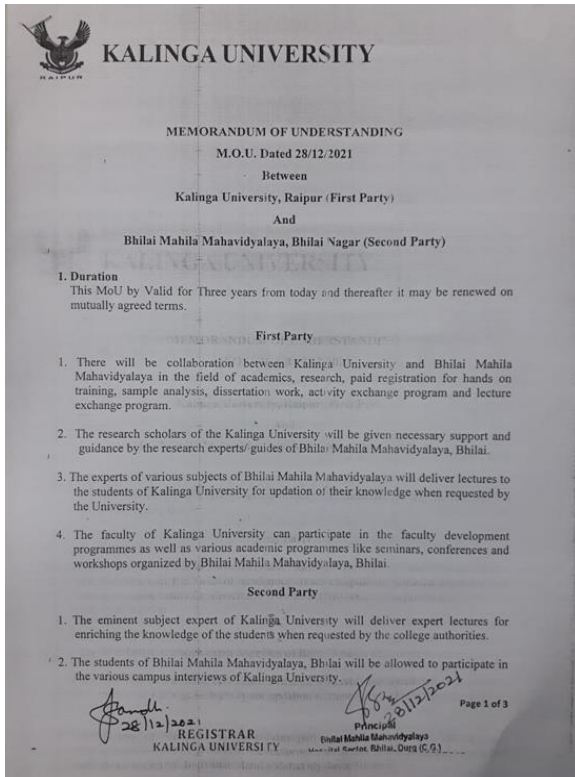 RAIPUR
KALINGA UNIVERSITY
MEMORANDUM OF UNDERSTANDING
M.O.U. Dated 28/12/2021
Between
Kalinga University, Raipur (First Party)
And
Bhilai Mahila Mahavidyalaya, Bhilai Nagar (Second Party)
1. Duration
This MoU by Valid for Three years from today and thereafter it may be renewed on
mutually agreed terms.
First Party
1. There will be collaboration between Kalinga University and Bhilai Mahila
Mahavidyalaya in the field of academics, research, paid registration for hands on
training, sample analysis, dissertation work, activity exchange program and lecture
exchange program.
2. The research scholars of the Kalinga University will be given necessary support and
guidance by the research experts/ guides of Bhilai Mahila Mahavidyalaya, Bhilai.
3. The experts of various subjects of Bhilai Mahila Mahavidyalaya will deliver lectures to
the students of Kalinga University for updation of their knowledge when requested by
the University.
4. The faculty of Kalinga University can participate in the faculty development
programmes as well as various academic programmes like seminars, conferences and
workshops organized by Bhilai Mahila Mahavidyalaya, Bhilai
Second Party
1. The eminent subject expert of Kalinga University will deliver expert lectures for
enriching the knowledge of the students when requested by the college authorities.
2. The students of Bhilai Mahila Mahavidyalaya, Bhilai will be allowed to participate in
the various campus interviews of Kalinga University.
28/12/2021
28/12/2021
Page 1 of 3
REGISTRAR
KALINGA UNIVERSITY
Principal
Bhilai Mahila Mahavidyalaya
Hospital Sector, Bhilai, Durg (C.G.)